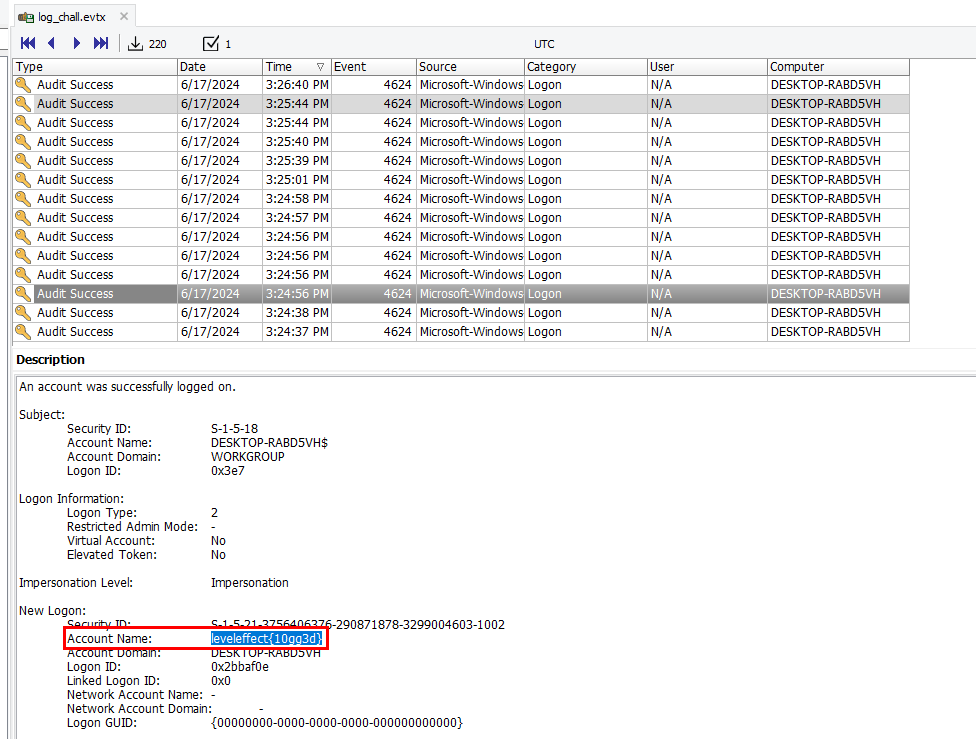 log_chall.evtx
220 1 UTC
Type Date Time Event Source Category User Computer
Audit Success 6/17/2024 3:26:40 PM 4624 Microsoft-Windows Logon N/A DESKTOP-RABD5VH
Audit Success 6/17/2024 3:25:44 PM 4624 Microsoft-Windows Logon N/A DESKTOP-RABD5VH
Audit Success 6/17/2024 3:25:44 PM 4624 Microsoft-Windows Logon N/A DESKTOP-RABD5VH
Audit Success 6/17/2024 3:25:40 PM 4624 Microsoft-Windows Logon N/A DESKTOP-RABD5VH
Audit Success 6/17/2024 3:25:39 PM 4624 Microsoft-Windows Logon N/A DESKTOP-RABD5VH
Audit Success 6/17/2024 3:25:01 PM 4624 Microsoft-Windows Logon N/A DESKTOP-RABD5VH
Audit Success 6/17/2024 3:24:58 PM 4624 Microsoft-Windows Logon N/A DESKTOP-RABD5VH
Audit Success 6/17/2024 3:24:57 PM 4624 Microsoft-Windows Logon N/A DESKTOP-RABD5VH
Audit Success 6/17/2024 3:24:56 PM 4624 Microsoft-Windows Logon N/A DESKTOP-RABD5VH
Audit Success 6/17/2024 3:24:56 PM 4624 Microsoft-Windows Logon N/A DESKTOP-RABD5VH
Audit Success 6/17/2024 3:24:56 PM 4624 Microsoft-Windows Logon N/A DESKTOP-RABD5VH
Audit Success 6/17/2024 3:24:56 PM 4624 Microsoft-Windows Logon N/A DESKTOP-RABD5VH
Audit Success 6/17/2024 3:24:38 PM 4624 Microsoft-Windows Logon N/A DESKTOP-RABD5VH
Audit Success 6/17/2024 3:24:37 PM 4624 Microsoft-Windows Logon N/A DESKTOP-RABD5VH
Description
An account was successfully logged on.
Subject:
Security ID: S-1-5-18
Account Name: DESKTOP-RABD5VH$
Account Domain: WORKGROUP
Logon ID: 0x3e7
Logon Information:
Logon Type: 2
Restricted Admin Mode: -
Virtual Account: No
Elevated Token: No
Impersonation Level: Impersonation
New Logon:
Security ID: S-1-5-21-3756406376-290871878-3299004603-1002
Account Name: leveleffect{10gg3d}
Account Domain: DESKTOP-RABD5VH
Logon ID: 0x2bbaf0e
Linked Logon ID: 0x0
Network Account Name: -
Network Account Domain: -
Logon GUID: {00000000-0000-0000-0000-000000000000}